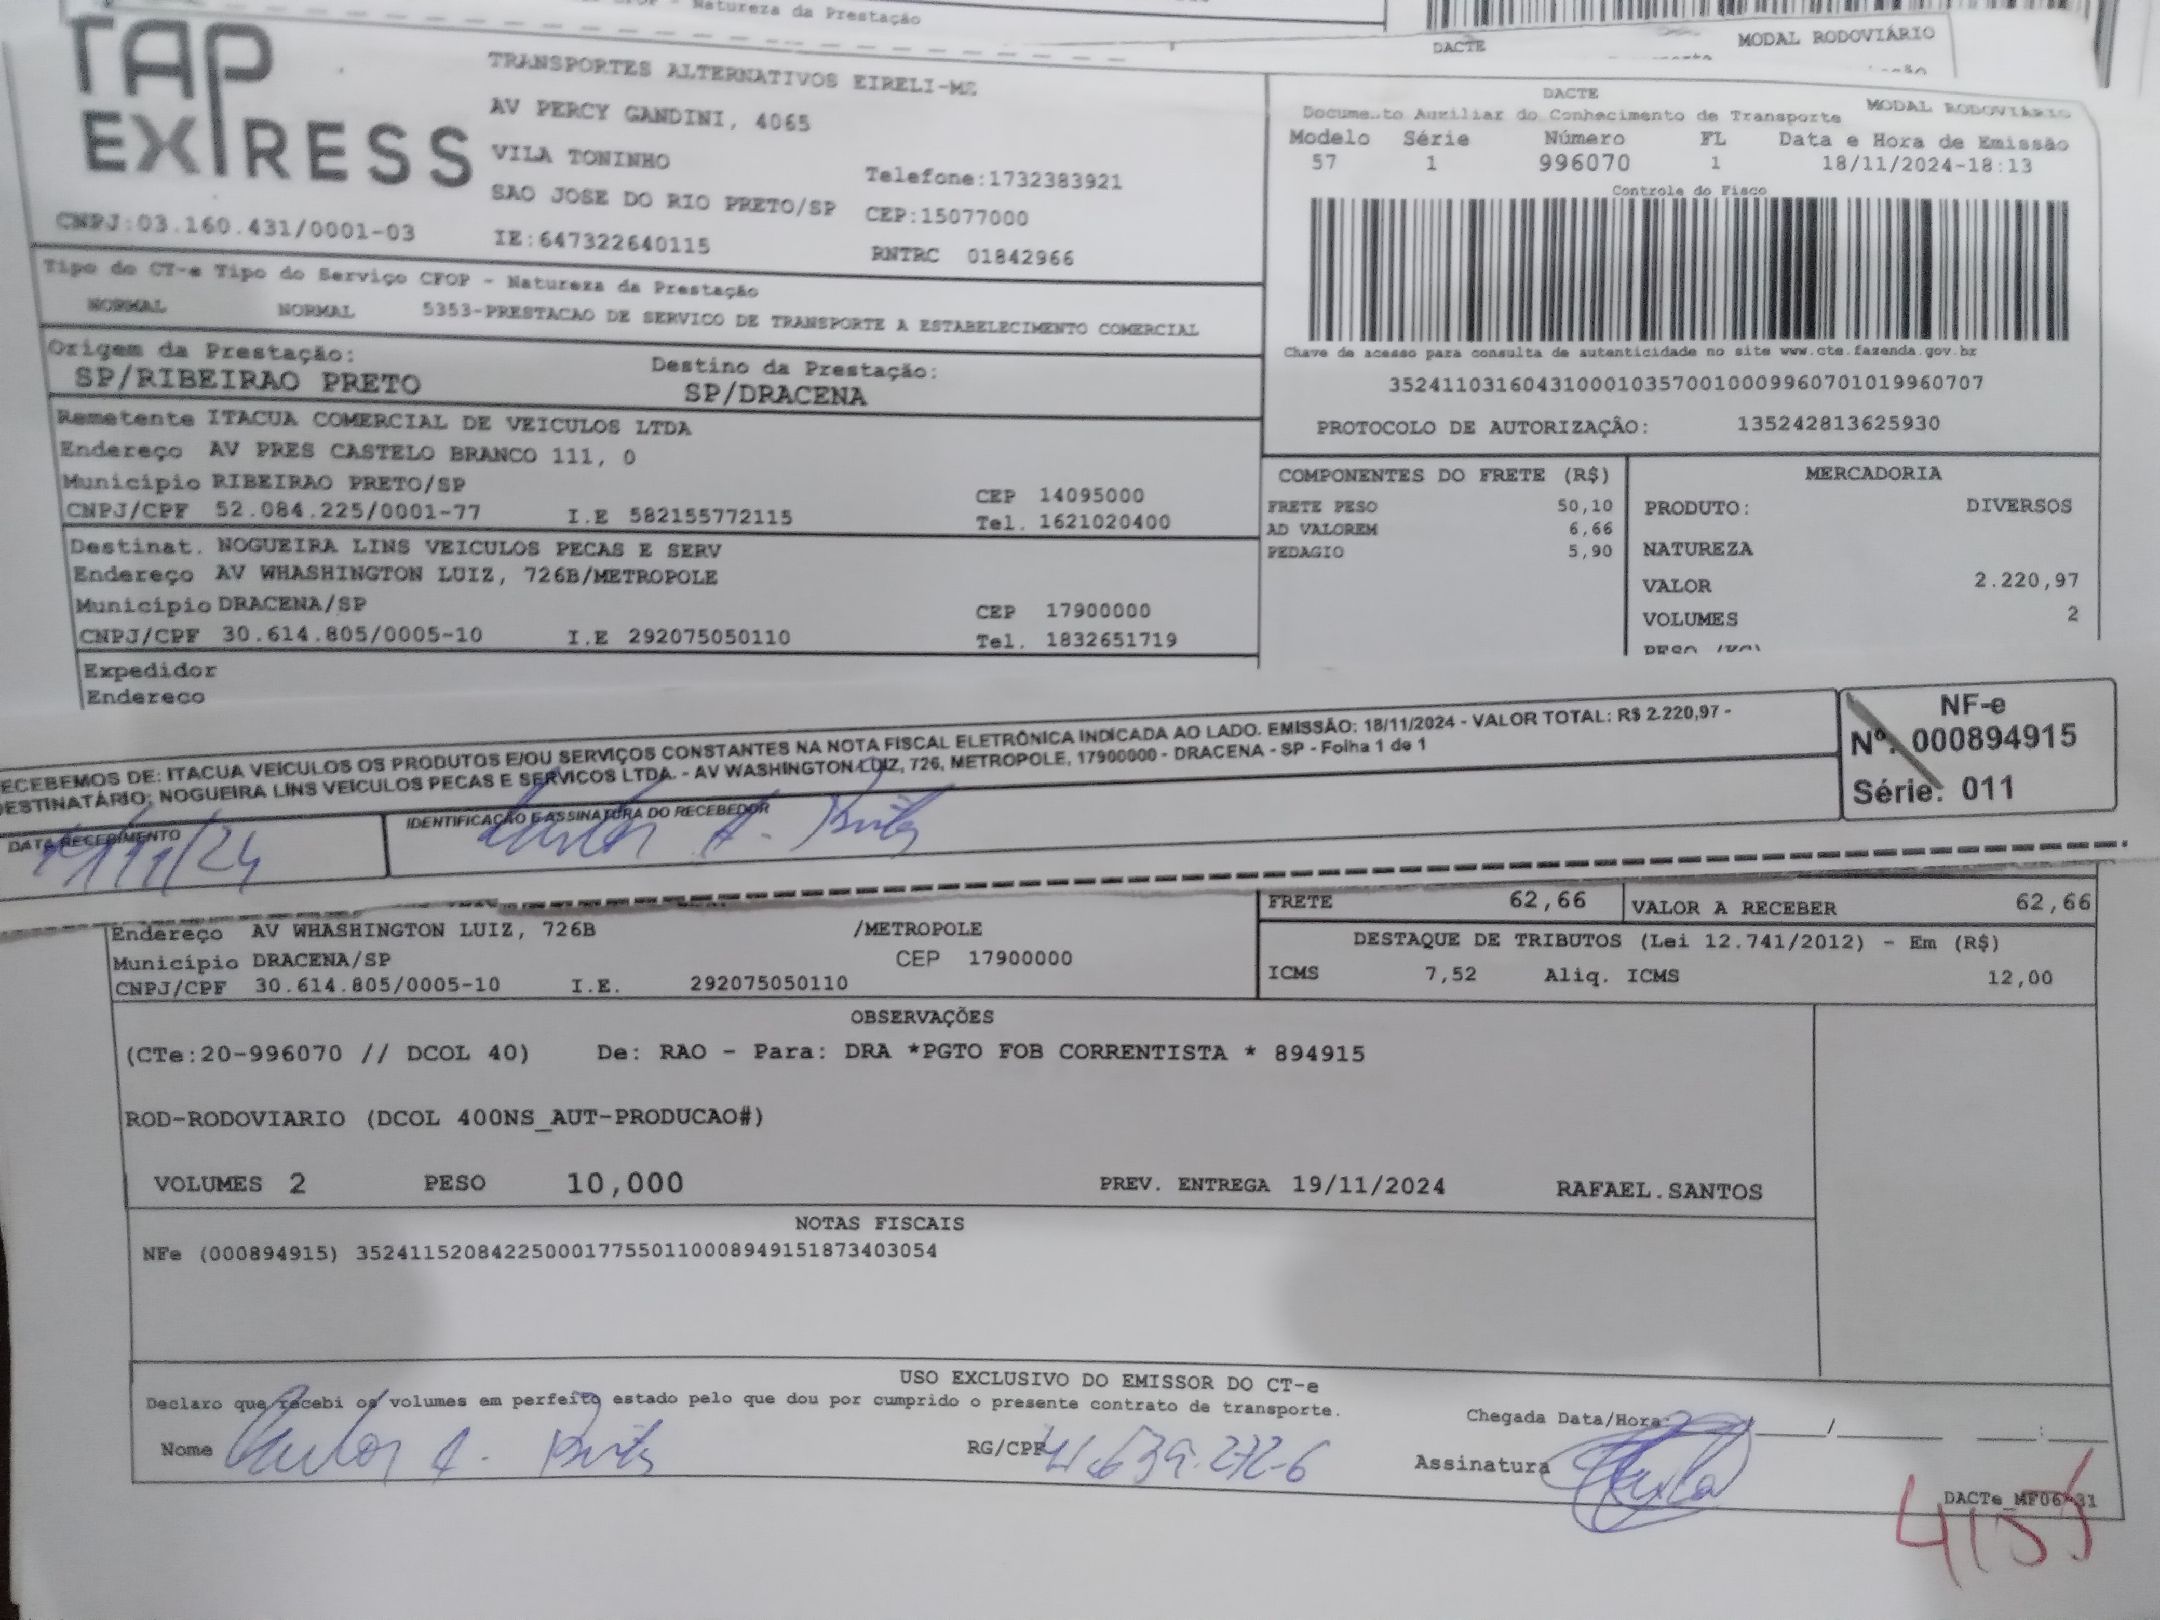 Natureza da Prestação
DACTE
MODAL RODOVIÁRIO
TAP
EXPRESS
TRANSPORTES ALTERNATIVOS EIRELI-ME
AV PERCY GANDINI, 4065
VILA TONINHO
Telefone:1732383921
SAO JOSE DO RIO PRETO/SP
CEP:15077000
CNPJ:03.160.431/0001-03
IE:647322640115
RNTRC 01842966
DACTE
MODAL RODOVIÁRIO
Documento Auxiliar do Conhecimento de Transporte
Modelo Série Número FL Data e Hora de Emissão
57 1 996070 1 18/11/2024-18:13
Controle do Fisco
Chave de acesso para consulta de autenticidade no site www.cte.fazenda.gov.br
35241103160431000103570010009960701019960707
PROTOCOLO DE AUTORIZAÇÃO: 135242813625930
Tipo do CT-e Tipo do Serviço CFOP - Natureza da Prestação
NORMAL NORMAL 5353-PRESTACAO DE SERVICO DE TRANSPORTE A ESTABELECIMENTO COMERCIAL
Origem da Prestação: Destino da Prestação:
SP/RIBEIRAO PRETO SP/DRACENA
Remetente ITACUA COMERCIAL DE VEICULOS LTDA
Endereço AV PRES CASTELO BRANCO 111, 0
Município RIBEIRAO PRETO/SP CEP 14095000
CNPJ/CPF 52.084.225/0001-77 I.E 582155772115 Tel. 1621020400
Destinat. NOGUEIRA LINS VEICULOS PECAS E SERV
Endereço AV WHASHINGTON LUIZ, 726B/METROPOLE
Município DRACENA/SP CEP 17900000
CNPJ/CPF 30.614.805/0005-10 I.E 292075050110 Tel. 1832651719
Expedidor
Endereco
COMPONENTES DO FRETE (R$)
FRETE PESO 50,10
AD VALOREM 6,66
PEDAGIO 5,90
MERCADORIA
PRODUTO: DIVERSOS
NATUREZA
VALOR 2.220,97
VOLUMES 2
ECEBEMOS DE: ITACUA VEICULOS OS PRODUTOS E/OU SERVIÇOS CONSTANTES NA NOTA FISCAL ELETRÔNICA INDICADA AO LADO. EMISSÃO: 18/11/2024 - VALOR TOTAL: R$ 2.220,97 -
DESTINATÁRIO: NOGUEIRA LINS VEICULOS PECAS E SERVICOS LTDA. - AV WASHINGTON LUIZ, 726, METROPOLE, 17900000 - DRACENA - SP - Folha 1 de 1
NF-e
Nº. 000894915
Série: 011
DATA RECEBIMENTO
IDENTIFICAÇÃO E ASSINATURA DO RECEBEDOR
FRETE 62,66 VALOR A RECEBER 62,66
Endereço AV WHASHINGTON LUIZ, 726B /METROPOLE
Município DRACENA/SP CEP 17900000
CNPJ/CPF 30.614.805/0005-10 I.E. 292075050110
DESTAQUE DE TRIBUTOS (Lei 12.741/2012) - Em (R$)
ICMS 7,52 Aliq. ICMS 12,00
OBSERVAÇÕES
(CTe:20-996070 // DCOL 40) De: RAO - Para: DRA *PGTO FOB CORRENTISTA * 894915
ROD-RODOVIARIO (DCOL 400NS_AUT-PRODUCAO#)
VOLUMES 2 PESO 10,000 PREV. ENTREGA 19/11/2024 RAFAEL.SANTOS
NOTAS FISCAIS
NFe (000894915) 35241152084225000177550110008949151873403054
USO EXCLUSIVO DO EMISSOR DO CT-e
Declaro que recebi os volumes em perfeito estado pelo que dou por cumprido o presente contrato de transporte.
Chegada Data/Hora: / :
Nome RG/CPF 41.639.272-6 Assinatura
DACTe_MF06-31